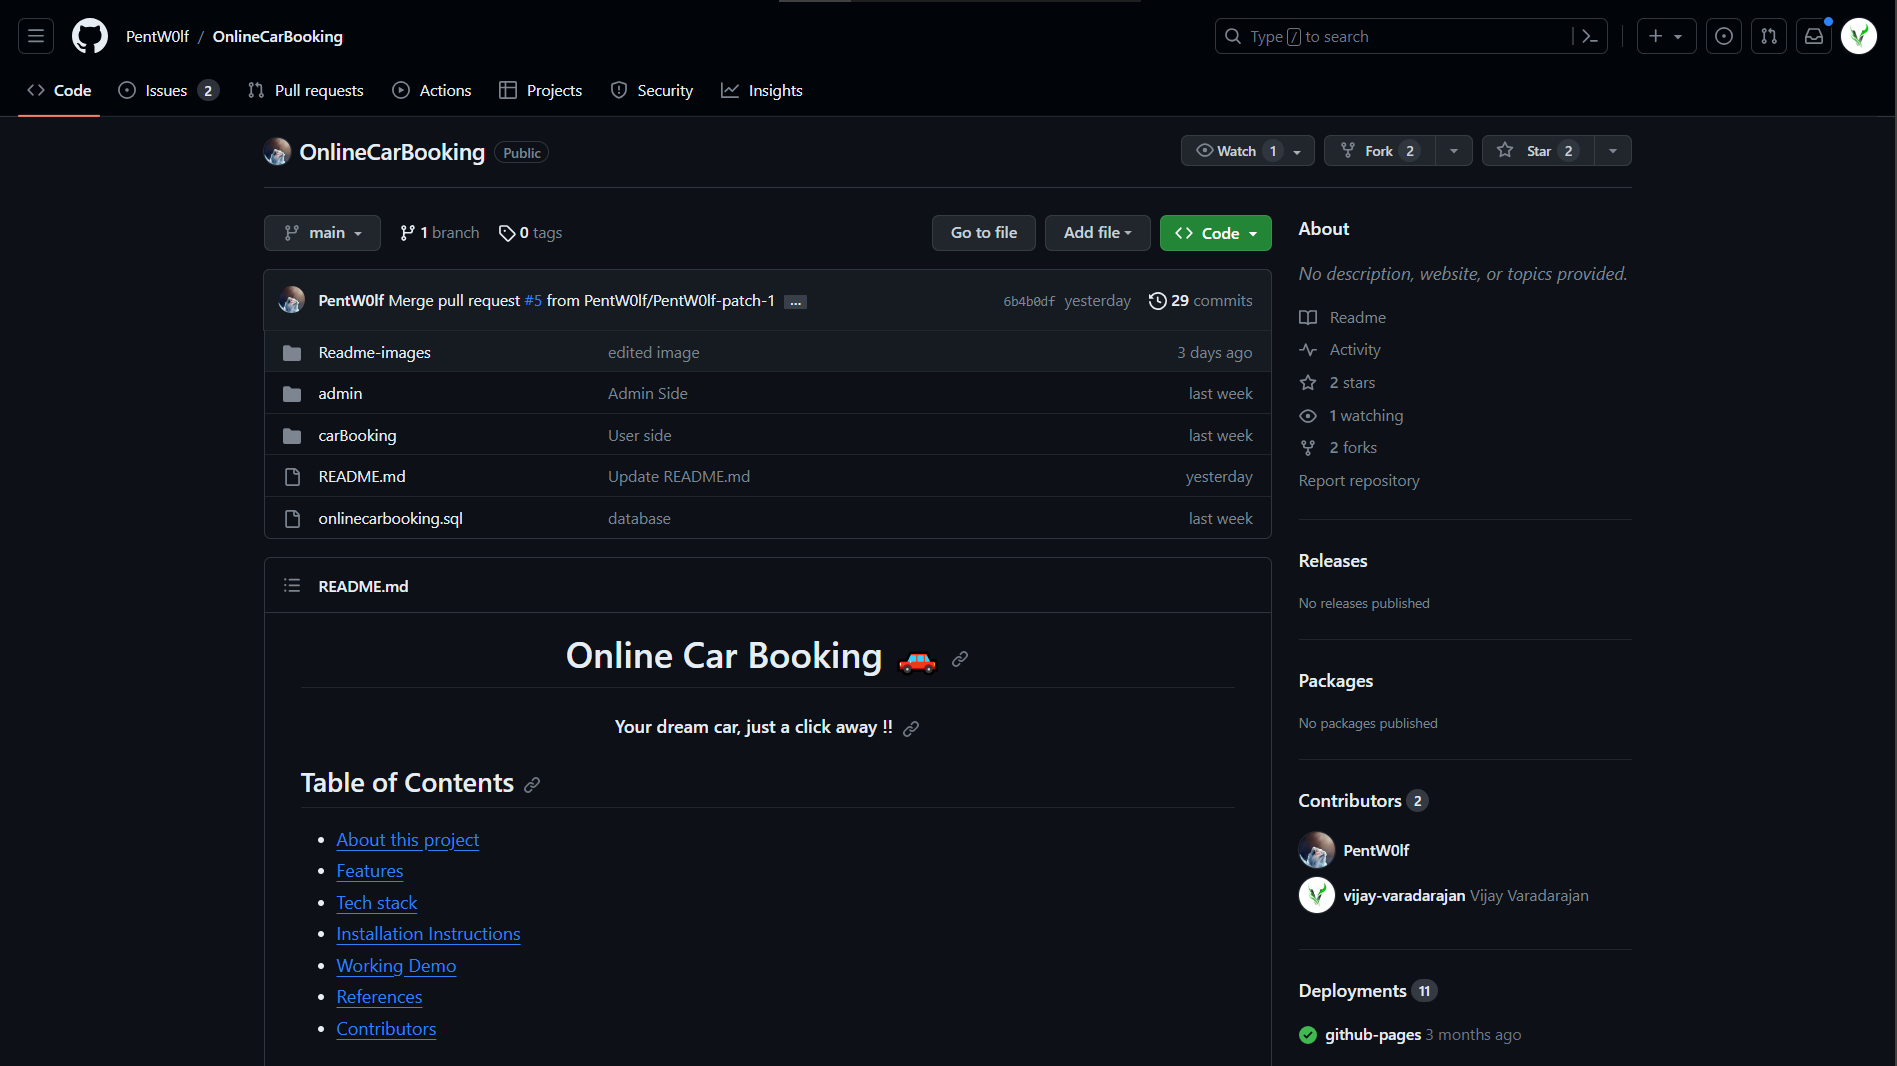 PentW0lf / OnlineCarBooking
Type / to search
Code
Issues 2
Pull requests
Actions
Projects
Security
Insights
OnlineCarBooking Public
Watch 1
Fork 2
Star 2
main
1 branch
0 tags
Go to file
Add file
Code
PentW0lf Merge pull request #5 from PentW0lf/PentW0lf-patch-1 ...
6b4b0df yesterday
29 commits
Readme-images edited image 3 days ago
admin Admin Side last week
carBooking User side last week
README.md Update README.md yesterday
onlinecarbooking.sql database last week
README.md
Online Car Booking 🚗
Your dream car, just a click away !!
Table of Contents
• About this project
• Features
• Tech stack
• Installation Instructions
• Working Demo
• References
• Contributors
About
No description, website, or topics provided.
Readme
Activity
2 stars
1 watching
2 forks
Report repository
Releases
No releases published
Packages
No packages published
Contributors 2
PentW0lf
vijay-varadarajan Vijay Varadarajan
Deployments 11
github-pages 3 months ago